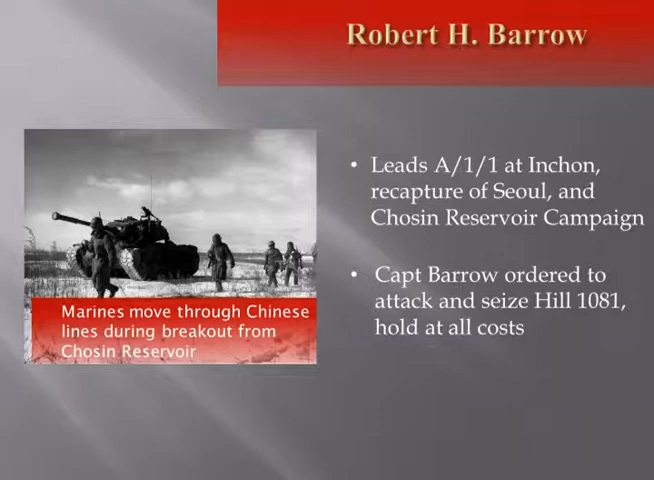 Robert H. Barrow
• Leads A/1/1 at Inchon,
recapture of Seoul, and
Chosin Reservoir Campaign
• Capt Barrow ordered to
attack and seize Hill 1081,
hold at all costs
Marines move through Chinese
lines during breakout from
Chosin Reservoir